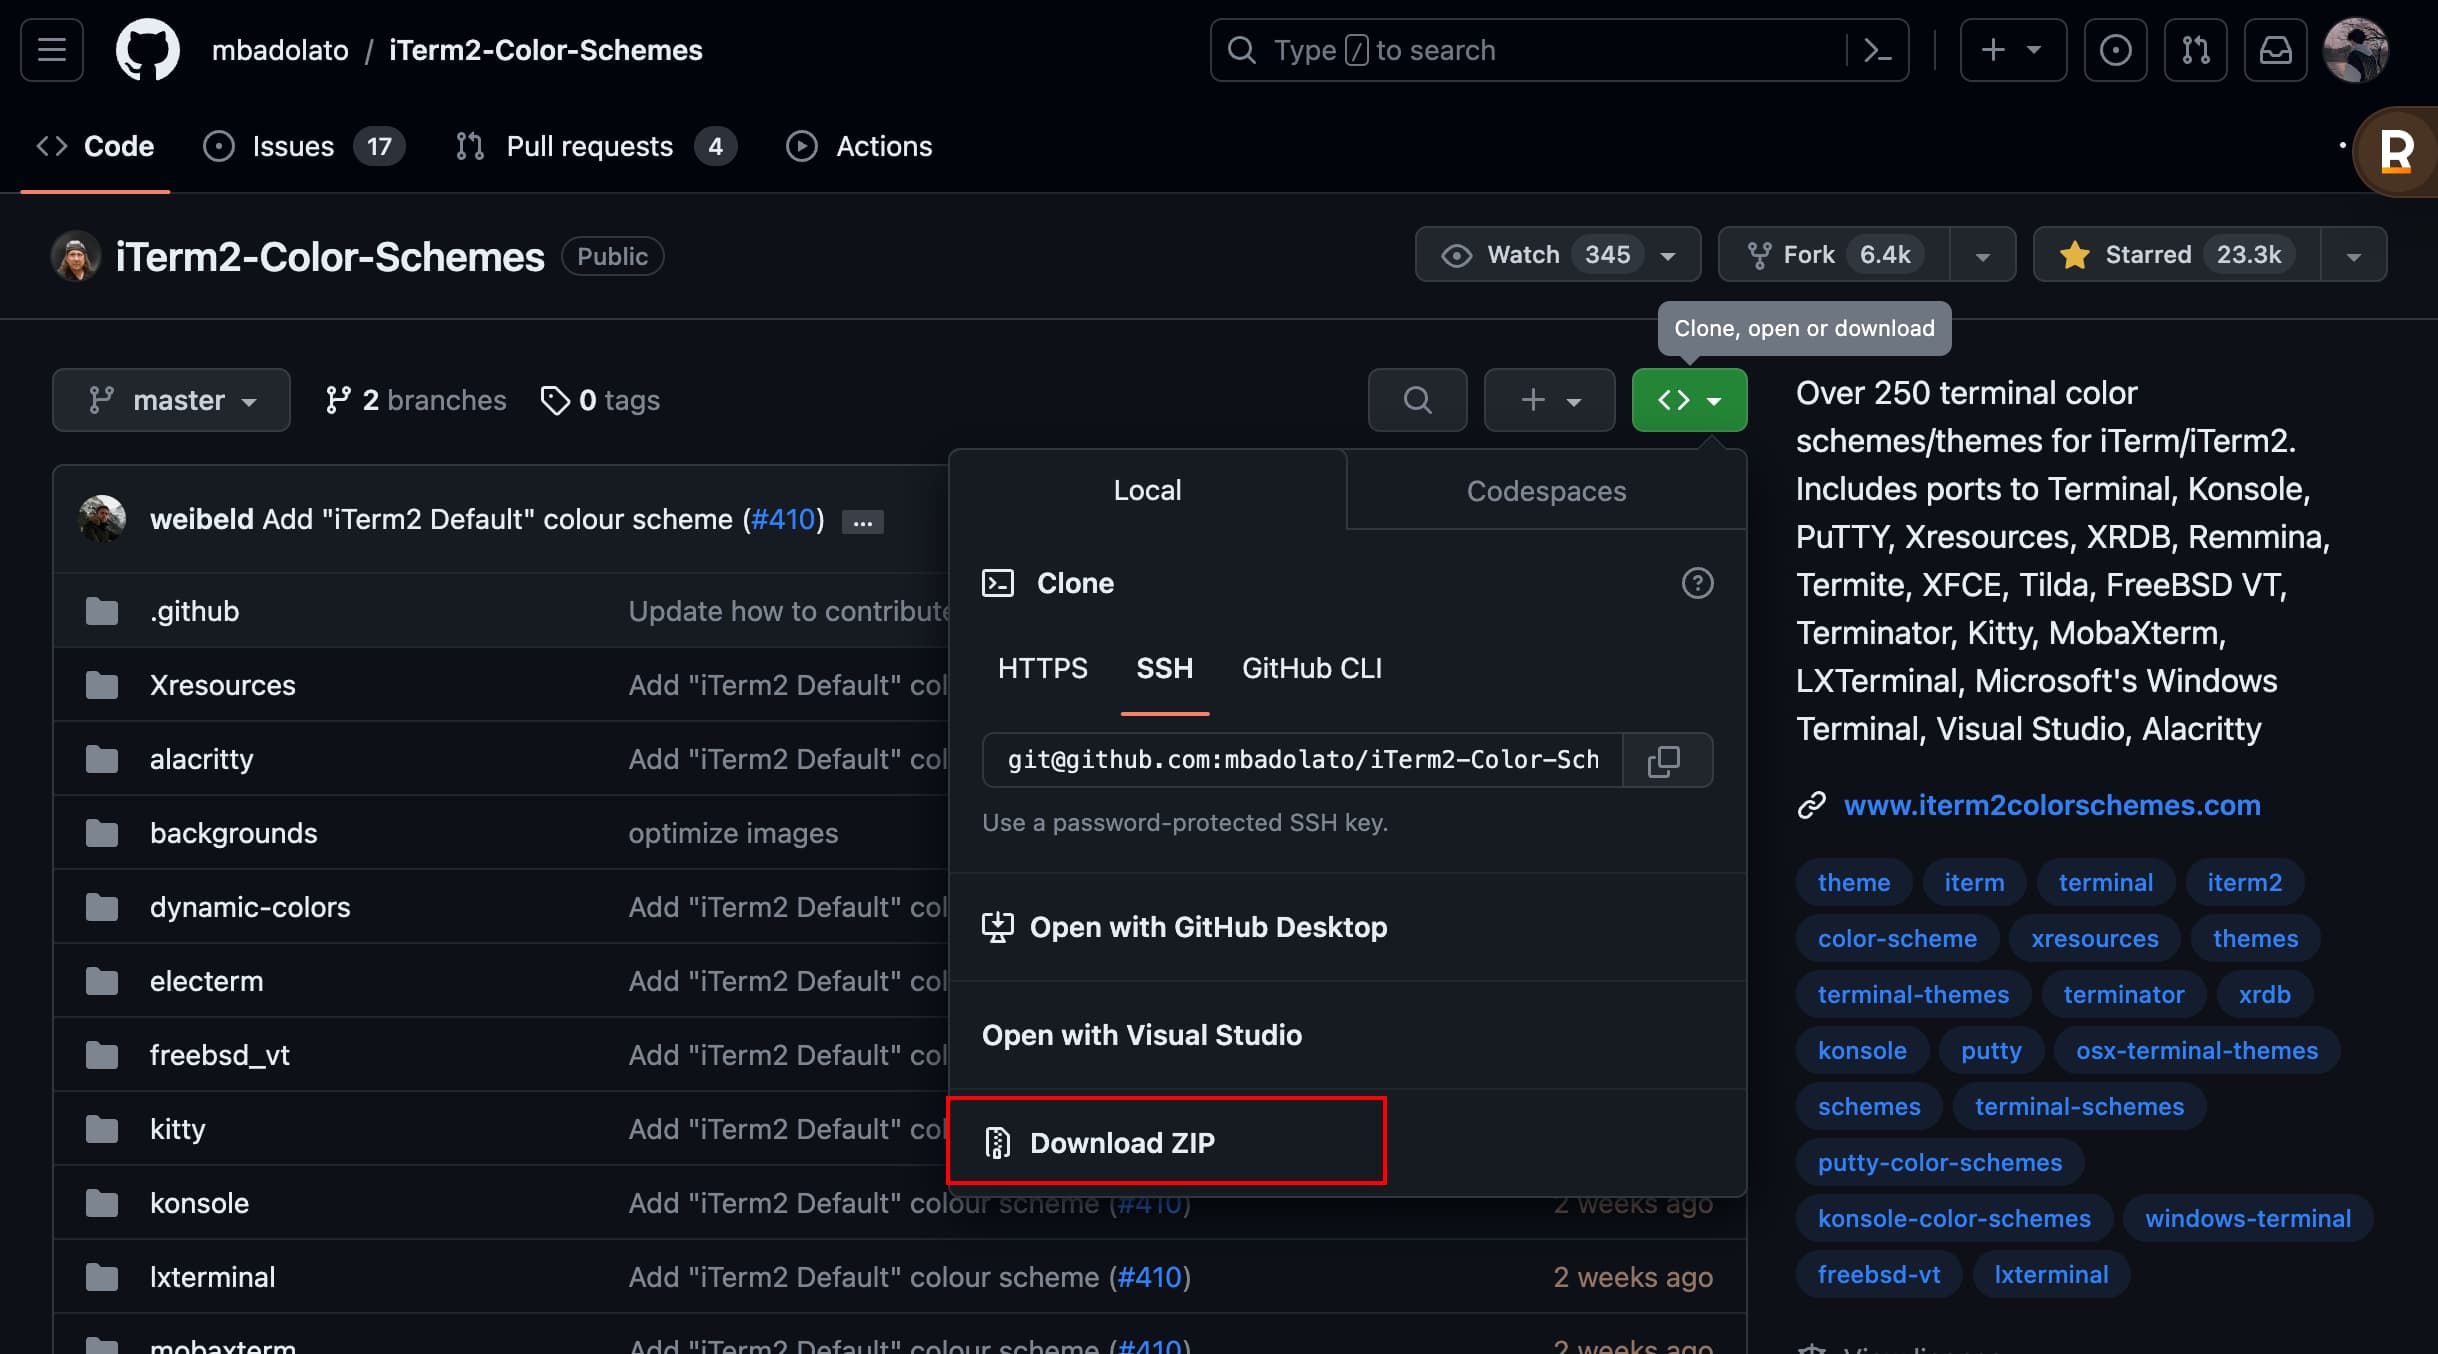 mbadolato / iTerm2-Color-Schemes
Type / to search
Code
Issues 17
Pull requests 4
Actions
R
iTerm2-Color-Schemes Public
Watch 345
Fork 6.4k
Starred 23.3k
Clone, open or download
master
2 branches
0 tags
weibeld Add "iTerm2 Default" colour scheme (#410) ...
.github Update how to contribute
Xresources Add "iTerm2 Default" col
alacritty Add "iTerm2 Default" col
backgrounds optimize images
dynamic-colors Add "iTerm2 Default" col
electerm Add "iTerm2 Default" col
freebsd_vt Add "iTerm2 Default" col
kitty Add "iTerm2 Default" col
konsole Add "iTerm2 Default" colour scheme (#410) 2 weeks ago
lxterminal Add "iTerm2 Default" colour scheme (#410) 2 weeks ago
mobaxterm Add "iTerm2 Default" colour scheme (#410) 2 weeks ago
Local
Codespaces
Clone
HTTPS
SSH
GitHub CLI
git@github.com:mbadolato/iTerm2-Color-Sch
Use a password-protected SSH key.
Open with GitHub Desktop
Open with Visual Studio
Download ZIP
Over 250 terminal color
schemes/themes for iTerm/iTerm2.
Includes ports to Terminal, Konsole,
PuTTY, Xresources, XRDB, Remmina,
Termite, XFCE, Tilda, FreeBSD VT,
Terminator, Kitty, MobaXterm,
LXTerminal, Microsoft's Windows
Terminal, Visual Studio, Alacritty
www.iterm2colorschemes.com
theme iterm terminal iterm2
color-scheme xresources themes
terminal-themes terminator xrdb
konsole putty osx-terminal-themes
schemes terminal-schemes
putty-color-schemes
konsole-color-schemes windows-terminal
freebsd-vt lxterminal